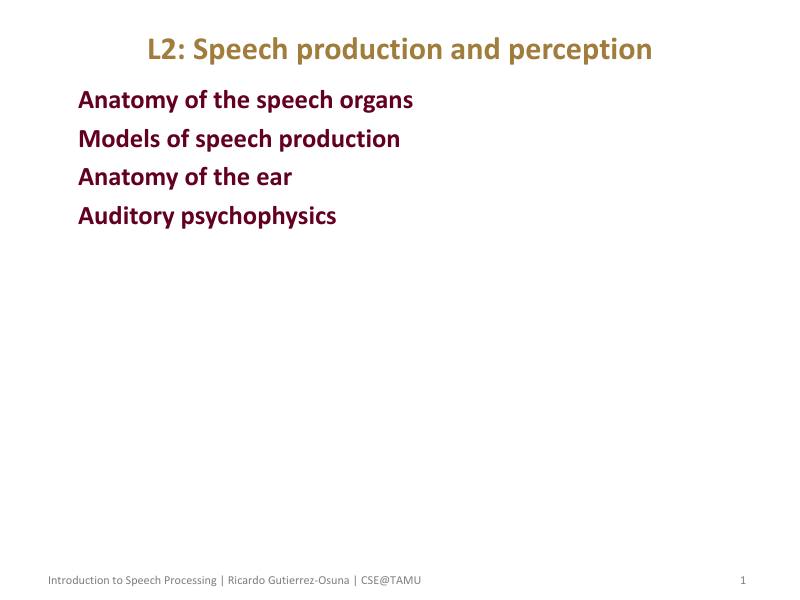 L2: Speech production and perception
Anatomy of the speech organs
Models of speech production
Anatomy of the ear
Auditory psychophysics
Introduction to Speech Processing | Ricardo Gutierrez-Osuna | CSE@TAMU 1